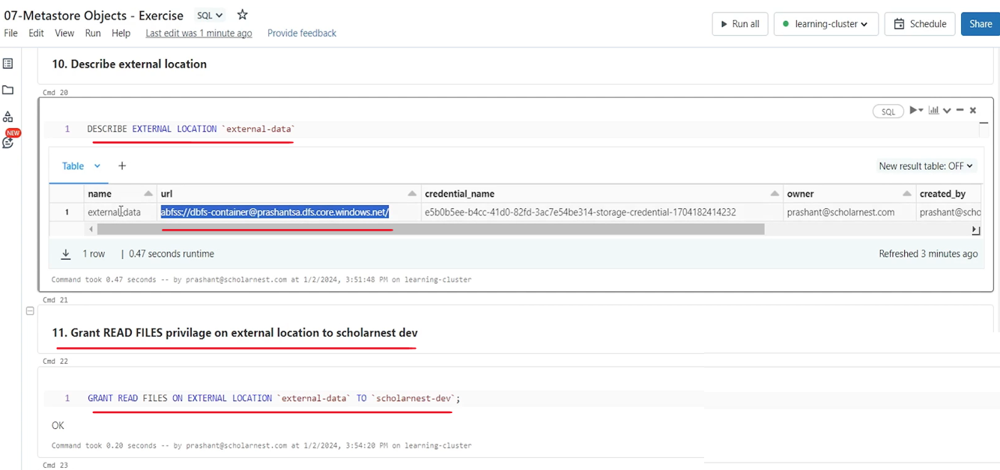 07-Metastore Objects - Exercise SQL
File Edit View Run Help Last edit was 1 minute ago Provide feedback
Run all learning-cluster Schedule Share
NEW
10. Describe external location
Cmd 20
SQL
1 DESCRIBE EXTERNAL LOCATION `external-data`
Table + New result table: OFF
name url credential_name owner created_by
1 external-data abfss://dbfs-container@prashantsa.dfs.core.windows.net/ e5b0b5ee-b4cc-41d0-82fd-3ac7e54be314-storage-credential-1704182414232 prashant@scholarnest.com prashant@scho
1 row | 0.47 seconds runtime Refreshed 3 minutes ago
Command took 0.47 seconds -- by prashant@scholarnest.com at 1/2/2024, 3:51:48 PM on learning-cluster
Cmd 21
11. Grant READ FILES privilage on external location to scholarnest dev
Cmd 22
1 GRANT READ FILES ON EXTERNAL LOCATION `external-data` TO `scholarnest-dev`;
OK
Command took 0.20 seconds -- by prashant@scholarnest.com at 1/2/2024, 3:54:20 PM on learning-cluster
Cmd 23